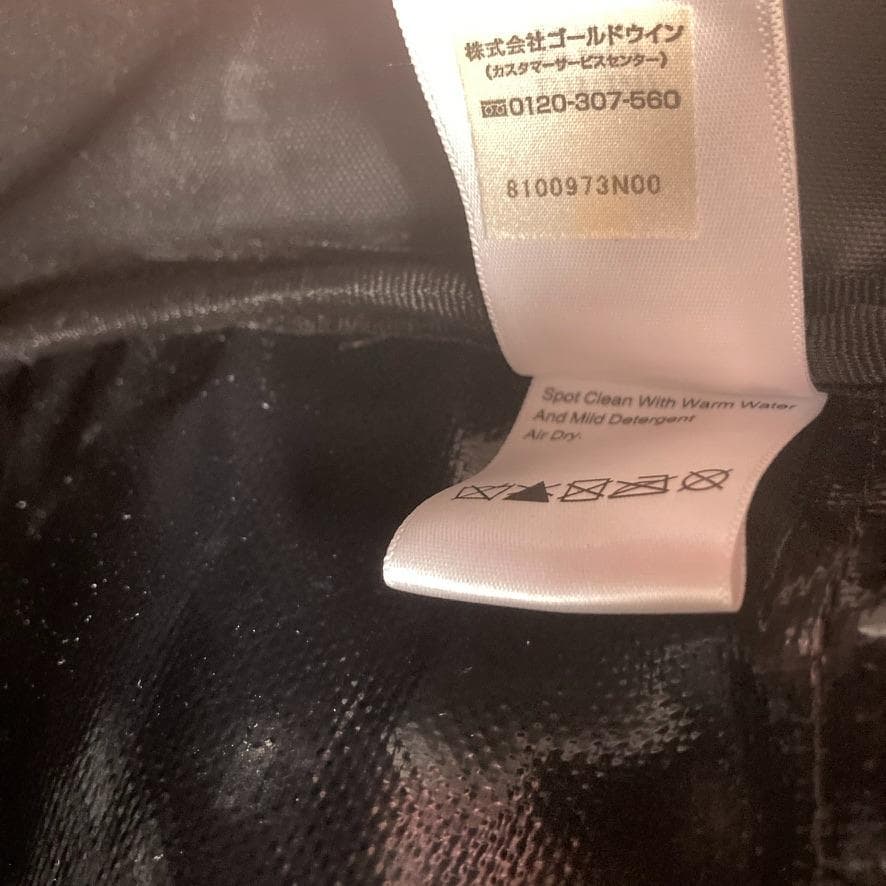 株式会社ゴールドウイン
(カスタマーサービスセンター)
0120-307-560
8100973N00
Spot Clean With Warm Water
And Mild Detergent
Air Dry.